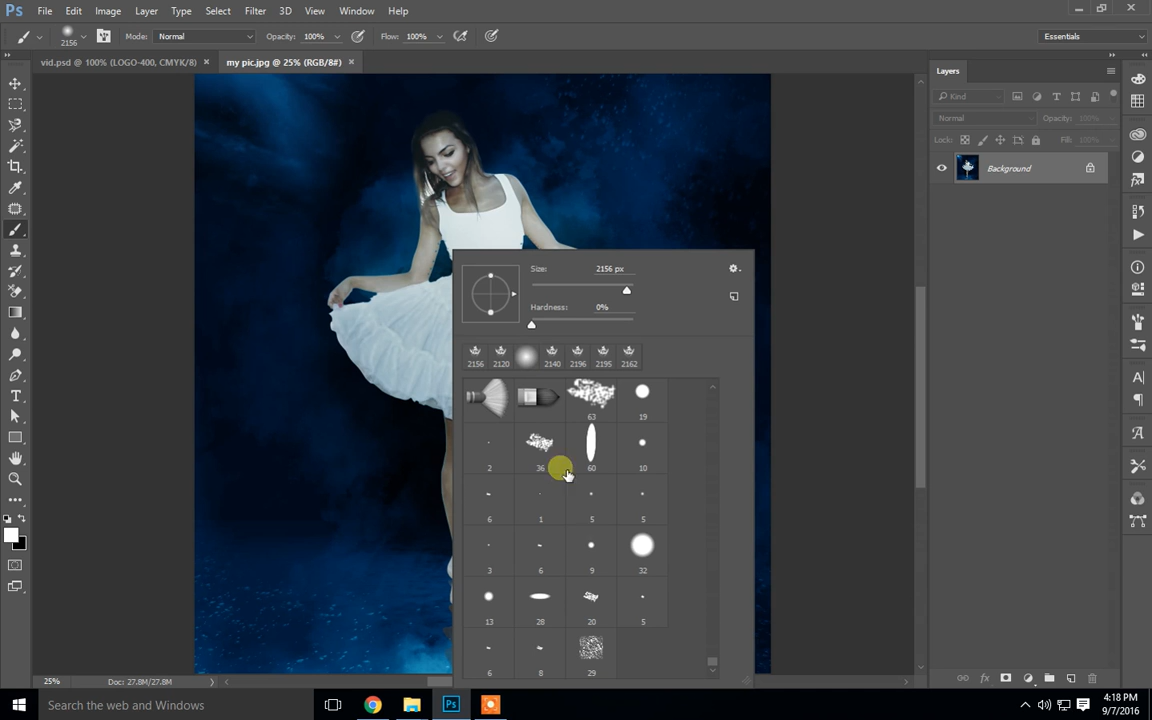 Ps File Edit Image Layer Type Select Filter 3D View Window Help
2156 Mode: Normal Opacity: 100% Flow: 100% Essentials
vid.psd @ 100% (LOGO-400, CMYK/8) × my pic.jpg @ 25% (RGB/8#) ×
Layers
Kind
Normal Opacity: 100%
Lock: Fill: 100%
Background
Size: 2156 px
Hardness: 0%
2156 2120 2140 2196 2195 2162
63 19
2 36 60 10
6 1 5 5
3 6 9 32
13 28 20 5
6 8 29
25% Doc: 27.8M/27.8M
Search the web and Windows
Ps
4:18 PM
9/7/2016